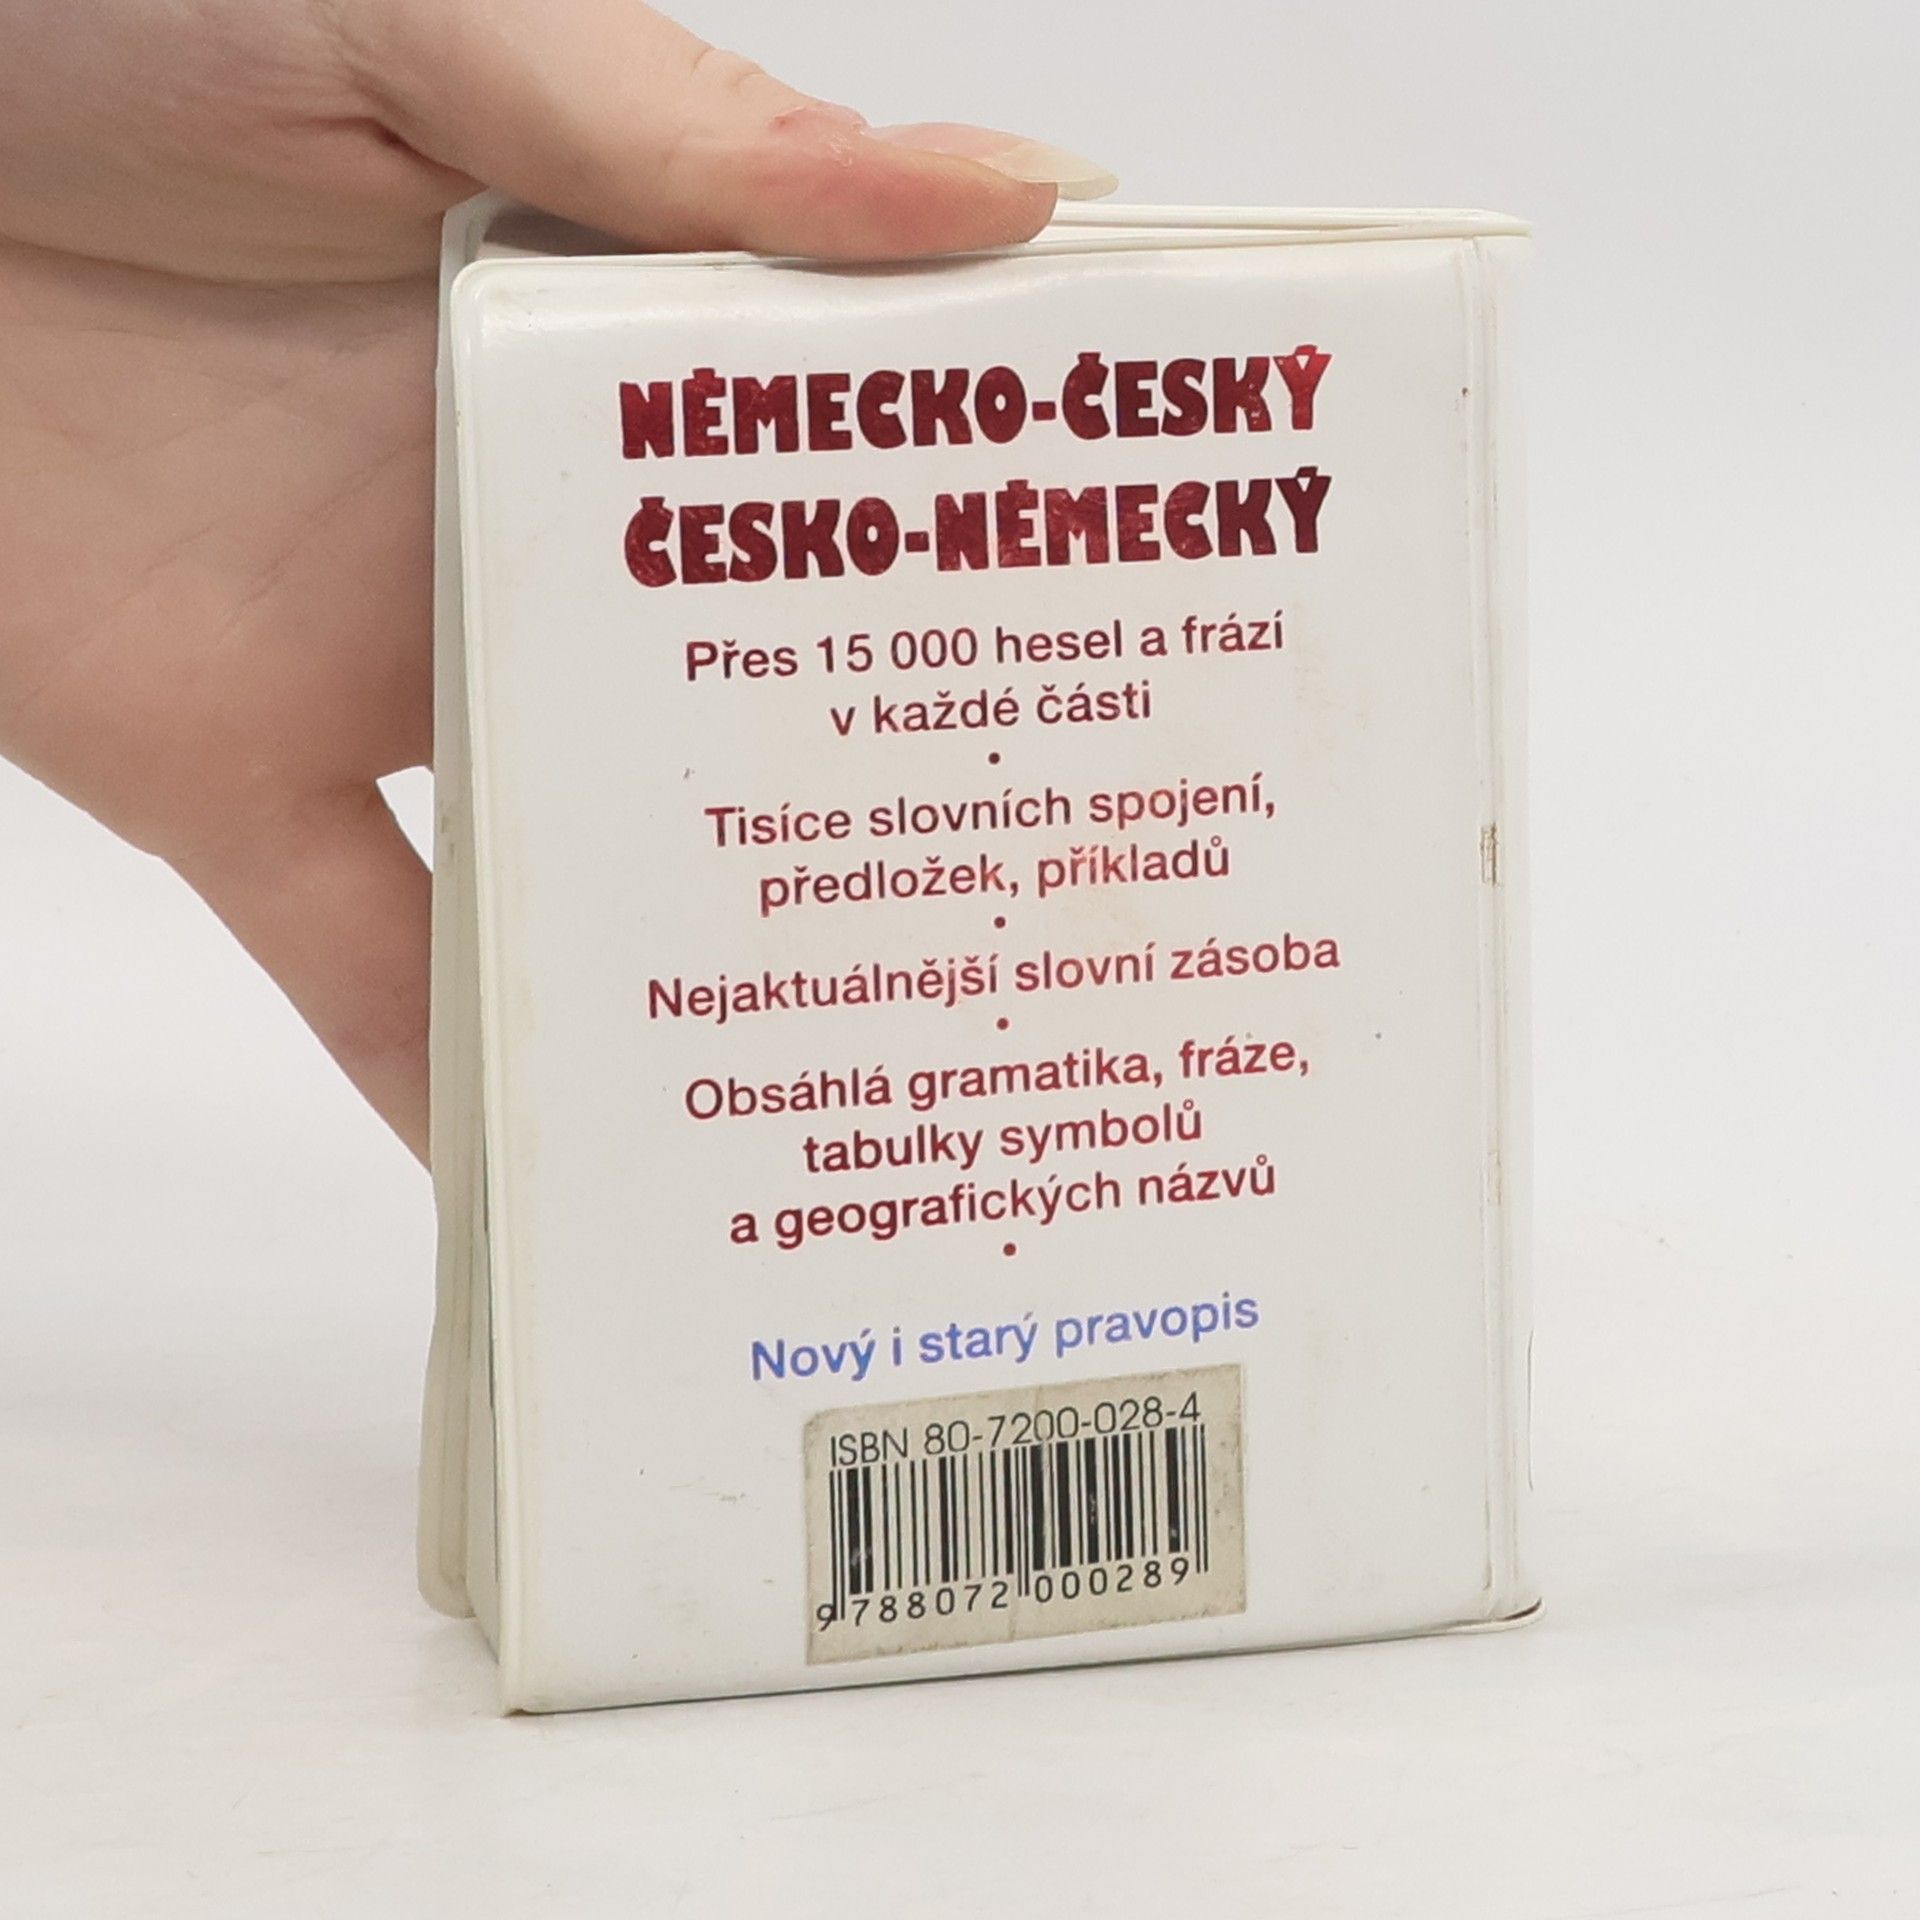 NĚMECKO-ČESKÝ
ČESKO-NĚMECKÝ
Přes 15 000 hesel a frází
v každé části
•
Tisíce slovních spojení,
předložek, příkladů
•
Nejaktuálnější slovní zásoba
•
Obsáhlá gramatika, fráze,
tabulky symbolů
a geografických názvů
•
Nový i starý pravopis
ISBN 80-7200-028-4
9 788072 000289